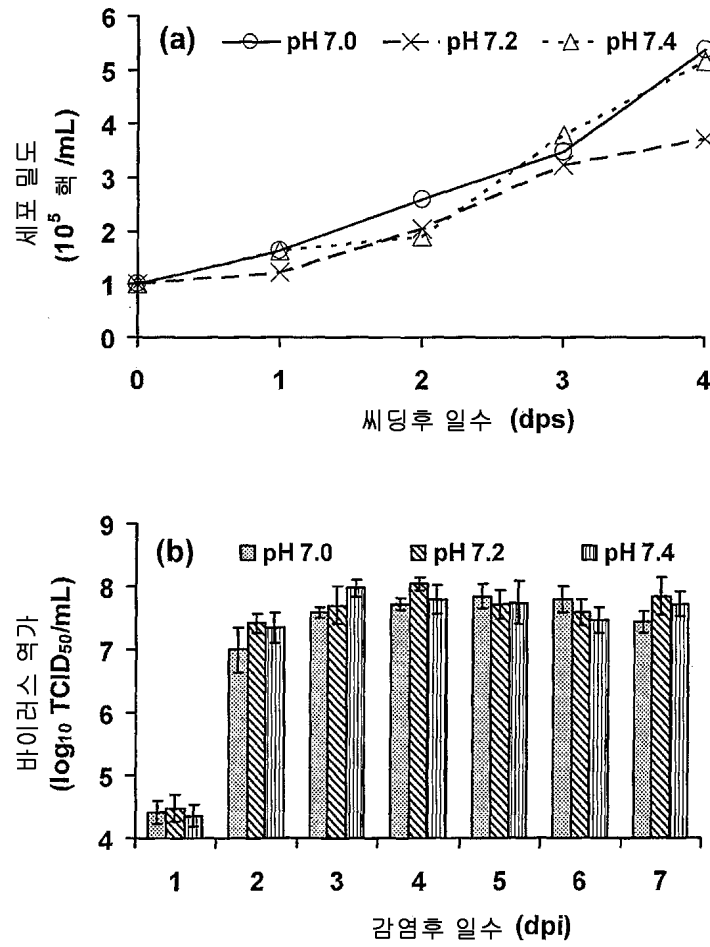 (a) pH 7.0 pH 7.2 pH 7.4
6
5
4
3
2
1
0
세포 밀도
(10⁵ 핵 /mL)
0 1 2 3 4
씨딩후 일수 (dps)
(b) pH 7.0 pH 7.2 pH 7.4
9
8
7
6
5
4
바이러스 역가
(log₁₀ TCID₅₀/mL)
1 2 3 4 5 6 7
감염후 일수 (dpi)